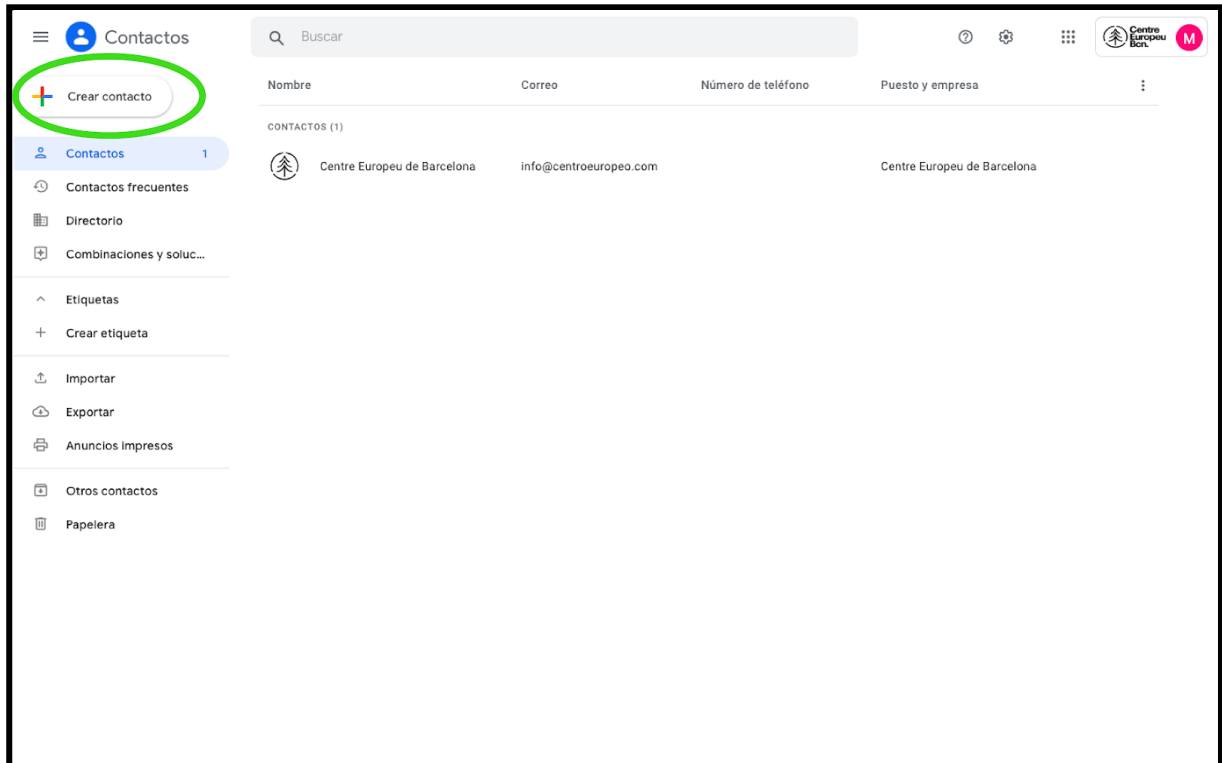 Contactos
Buscar
Centre
Europeu
Bcn.
M
Crear contacto
Nombre Correo Número de teléfono Puesto y empresa
CONTACTOS (1)
Contactos 1
Centre Europeu de Barcelona info@centroeuropeo.com Centre Europeu de Barcelona
Contactos frecuentes
Directorio
Combinaciones y soluc...
Etiquetas
Crear etiqueta
Importar
Exportar
Anuncios impresos
Otros contactos
Papelera